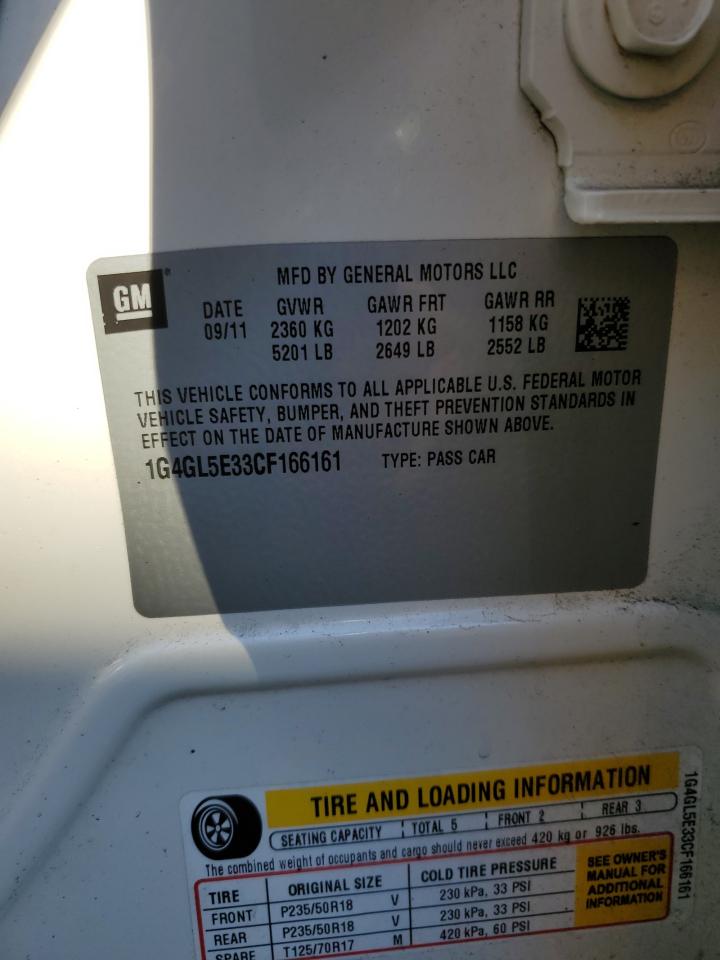 GM
MFD BY GENERAL MOTORS LLC
DATE GVWR GAWR FRT GAWR RR
09/11 2360 KG 1202 KG 1158 KG
5201 LB 2649 LB 2552 LB
THIS VEHICLE CONFORMS TO ALL APPLICABLE U.S. FEDERAL MOTOR
VEHICLE SAFETY, BUMPER, AND THEFT PREVENTION STANDARDS IN
EFFECT ON THE DATE OF MANUFACTURE SHOWN ABOVE.
1G4GL5E33CF166161 TYPE: PASS CAR
TIRE AND LOADING INFORMATION
SEATING CAPACITY TOTAL 5 FRONT 2 REAR 3
The combined weight of occupants and cargo should never exceed 420 kg or 926 lbs.
TIRE ORIGINAL SIZE COLD TIRE PRESSURE
FRONT P235/50R18 V 230 kPa, 33 PSI
REAR P235/50R18 V 230 kPa, 33 PSI
SPARE T125/70R17 M 420 kPa, 60 PSI
SEE OWNER'S
MANUAL FOR
ADDITIONAL
INFORMATION
1G4GL5E33CF166161